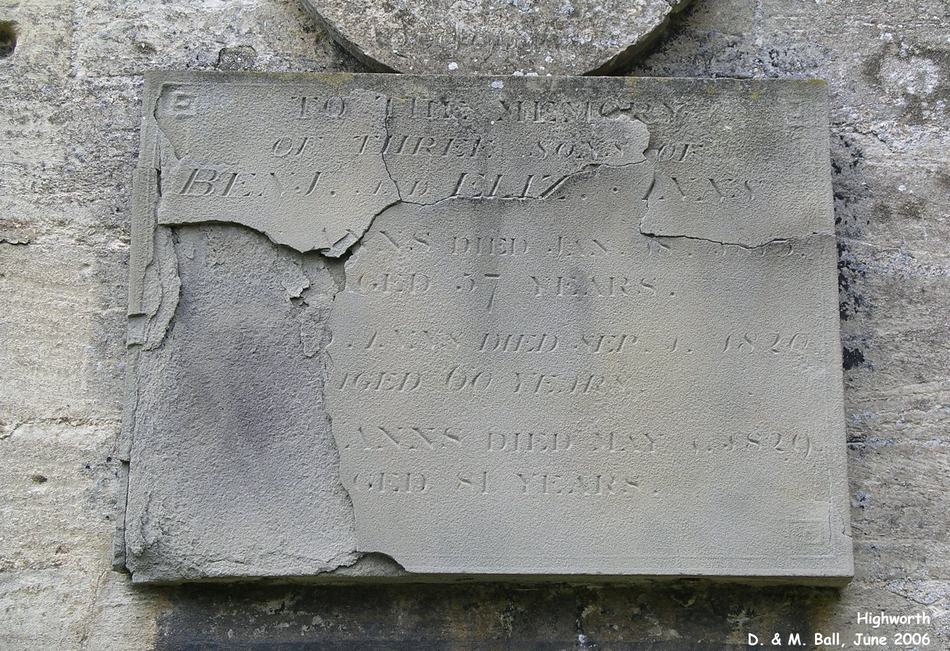 TO THE MEMORY
OF THREE SONS OF
BENJ. AND ELIZ. ANNS
DIED JAN.
AGED 57 YEARS.
ANNS DIED SEP. 1820
AGED 60 YEARS.
ANNS DIED MAY 1829
AGED 81 YEARS.
Highworth
D. & M. Ball, June 2006